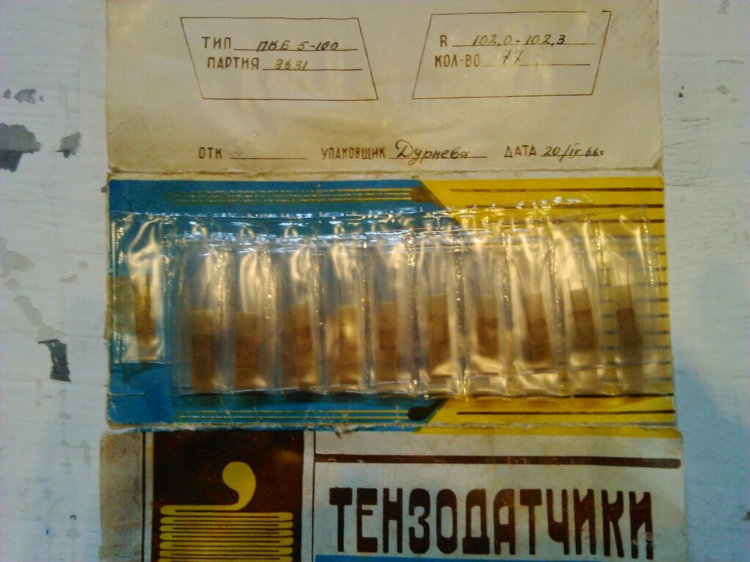 ТИП ПКБ 5-100
ПАРТИЯ 3631
R 102,0-102,3
КОЛ-ВО 77
ОТК УПАКОВЩИК Дурнева ДАТА 20/IV 66г
ТЕНЗОДАТЧИКИ